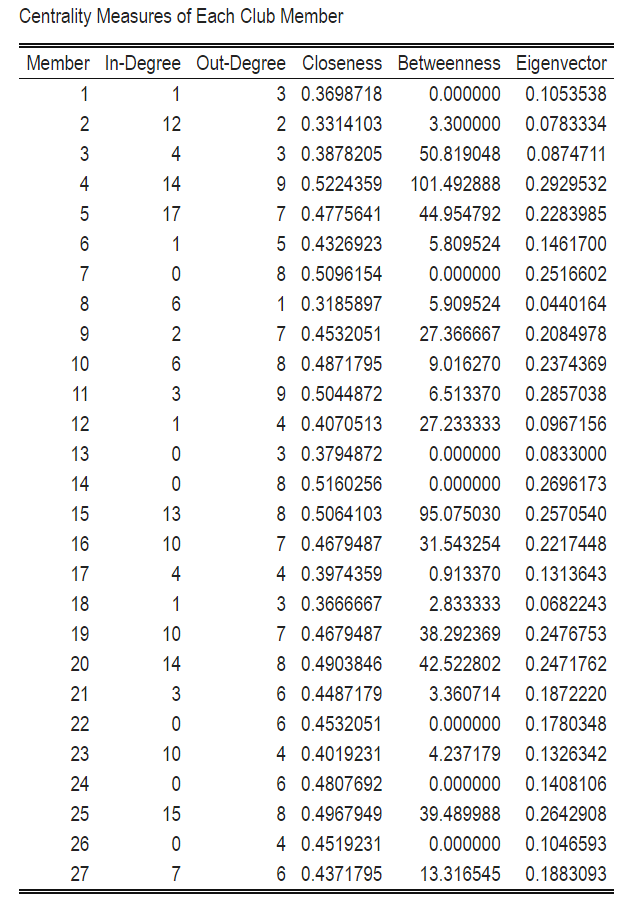 Centrality Measures of Each Club Member
Member In-Degree Out-Degree Closeness Betweenness Eigenvector
1 1 3 0.3698718 0.000000 0.1053538
2 12 2 0.3314103 3.300000 0.0783334
3 4 3 0.3878205 50.819048 0.0874711
4 14 9 0.5224359 101.492888 0.2929532
5 17 7 0.4775641 44.954792 0.2283985
6 1 5 0.4326923 5.809524 0.1461700
7 0 8 0.5096154 0.000000 0.2516602
8 6 1 0.3185897 5.909524 0.0440164
9 2 7 0.4532051 27.366667 0.2084978
10 6 8 0.4871795 9.016270 0.2374369
11 3 9 0.5044872 6.513370 0.2857038
12 1 4 0.4070513 27.233333 0.0967156
13 0 3 0.3794872 0.000000 0.0833000
14 0 8 0.5160256 0.000000 0.2696173
15 13 8 0.5064103 95.075030 0.2570540
16 10 7 0.4679487 31.543254 0.2217448
17 4 4 0.3974359 0.913370 0.1313643
18 1 3 0.3666667 2.833333 0.0682243
19 10 7 0.4679487 38.292369 0.2476753
20 14 8 0.4903846 42.522802 0.2471762
21 3 6 0.4487179 3.360714 0.1872220
22 0 6 0.4532051 0.000000 0.1780348
23 10 4 0.4019231 4.237179 0.1326342
24 0 6 0.4807692 0.000000 0.1408106
25 15 8 0.4967949 39.489988 0.2642908
26 0 4 0.4519231 0.000000 0.1046593
27 7 6 0.4371795 13.316545 0.1883093